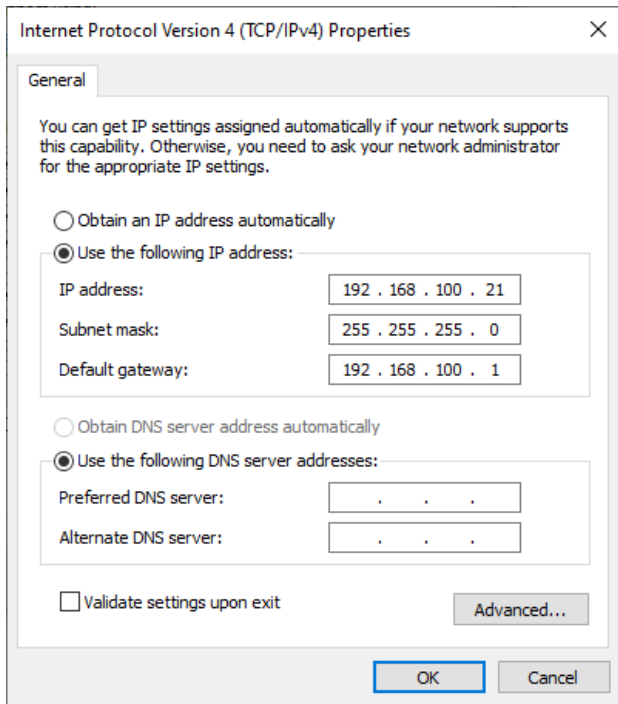 Internet Protocol Version 4 (TCP/IPv4) Properties
General
You can get IP settings assigned automatically if your network supports
this capability. Otherwise, you need to ask your network administrator
for the appropriate IP settings.
Obtain an IP address automatically
Use the following IP address:
IP address: 192 . 168 . 100 . 21
Subnet mask: 255 . 255 . 255 . 0
Default gateway: 192 . 168 . 100 . 1
Obtain DNS server address automatically
Use the following DNS server addresses:
Preferred DNS server: . . .
Alternate DNS server: . . .
Validate settings upon exit
Advanced...
OK Cancel